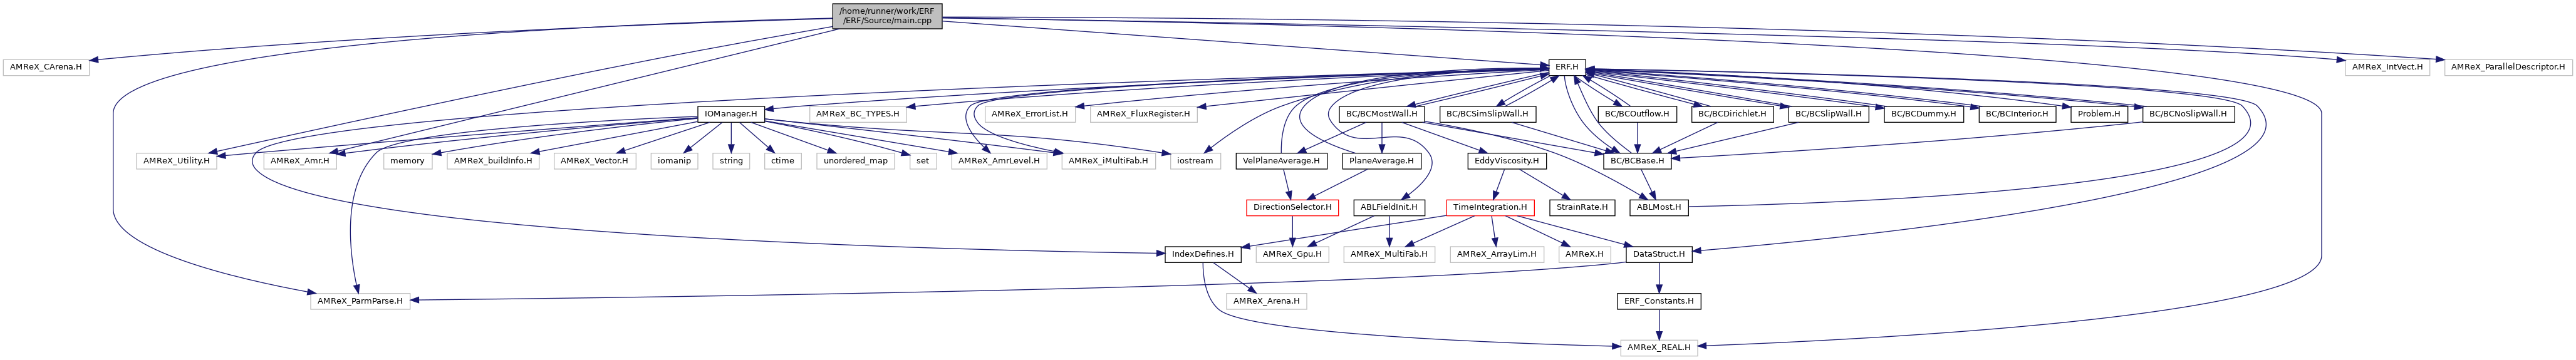 /home/runner/work/ERF
/ERF/Source/main.cpp
AMReX_CArena.H
ERF.H
AMReX_IntVect.H
AMReX_ParallelDescriptor.H
IOManager.H
AMReX_BC_TYPES.H
AMReX_ErrorList.H
AMReX_FluxRegister.H
BC/BCMostWall.H
BC/BCSimSlipWall.H
BC/BCOutflow.H
BC/BCDirichlet.H
BC/BCSlipWall.H
BC/BCDummy.H
BC/BCInterior.H
Problem.H
BC/BCNoSlipWall.H
AMReX_Utility.H
AMReX_Amr.H
memory
AMReX_buildInfo.H
AMReX_Vector.H
iomanip
string
ctime
unordered_map
set
AMReX_AmrLevel.H
AMReX_iMultiFab.H
iostream
VelPlaneAverage.H
PlaneAverage.H
EddyViscosity.H
BC/BCBase.H
DirectionSelector.H
ABLFieldInit.H
TimeIntegration.H
StrainRate.H
ABLMost.H
IndexDefines.H
AMReX_Gpu.H
AMReX_MultiFab.H
AMReX_ArrayLim.H
AMReX.H
DataStruct.H
AMReX_ParmParse.H
AMReX_Arena.H
ERF_Constants.H
AMReX_REAL.H